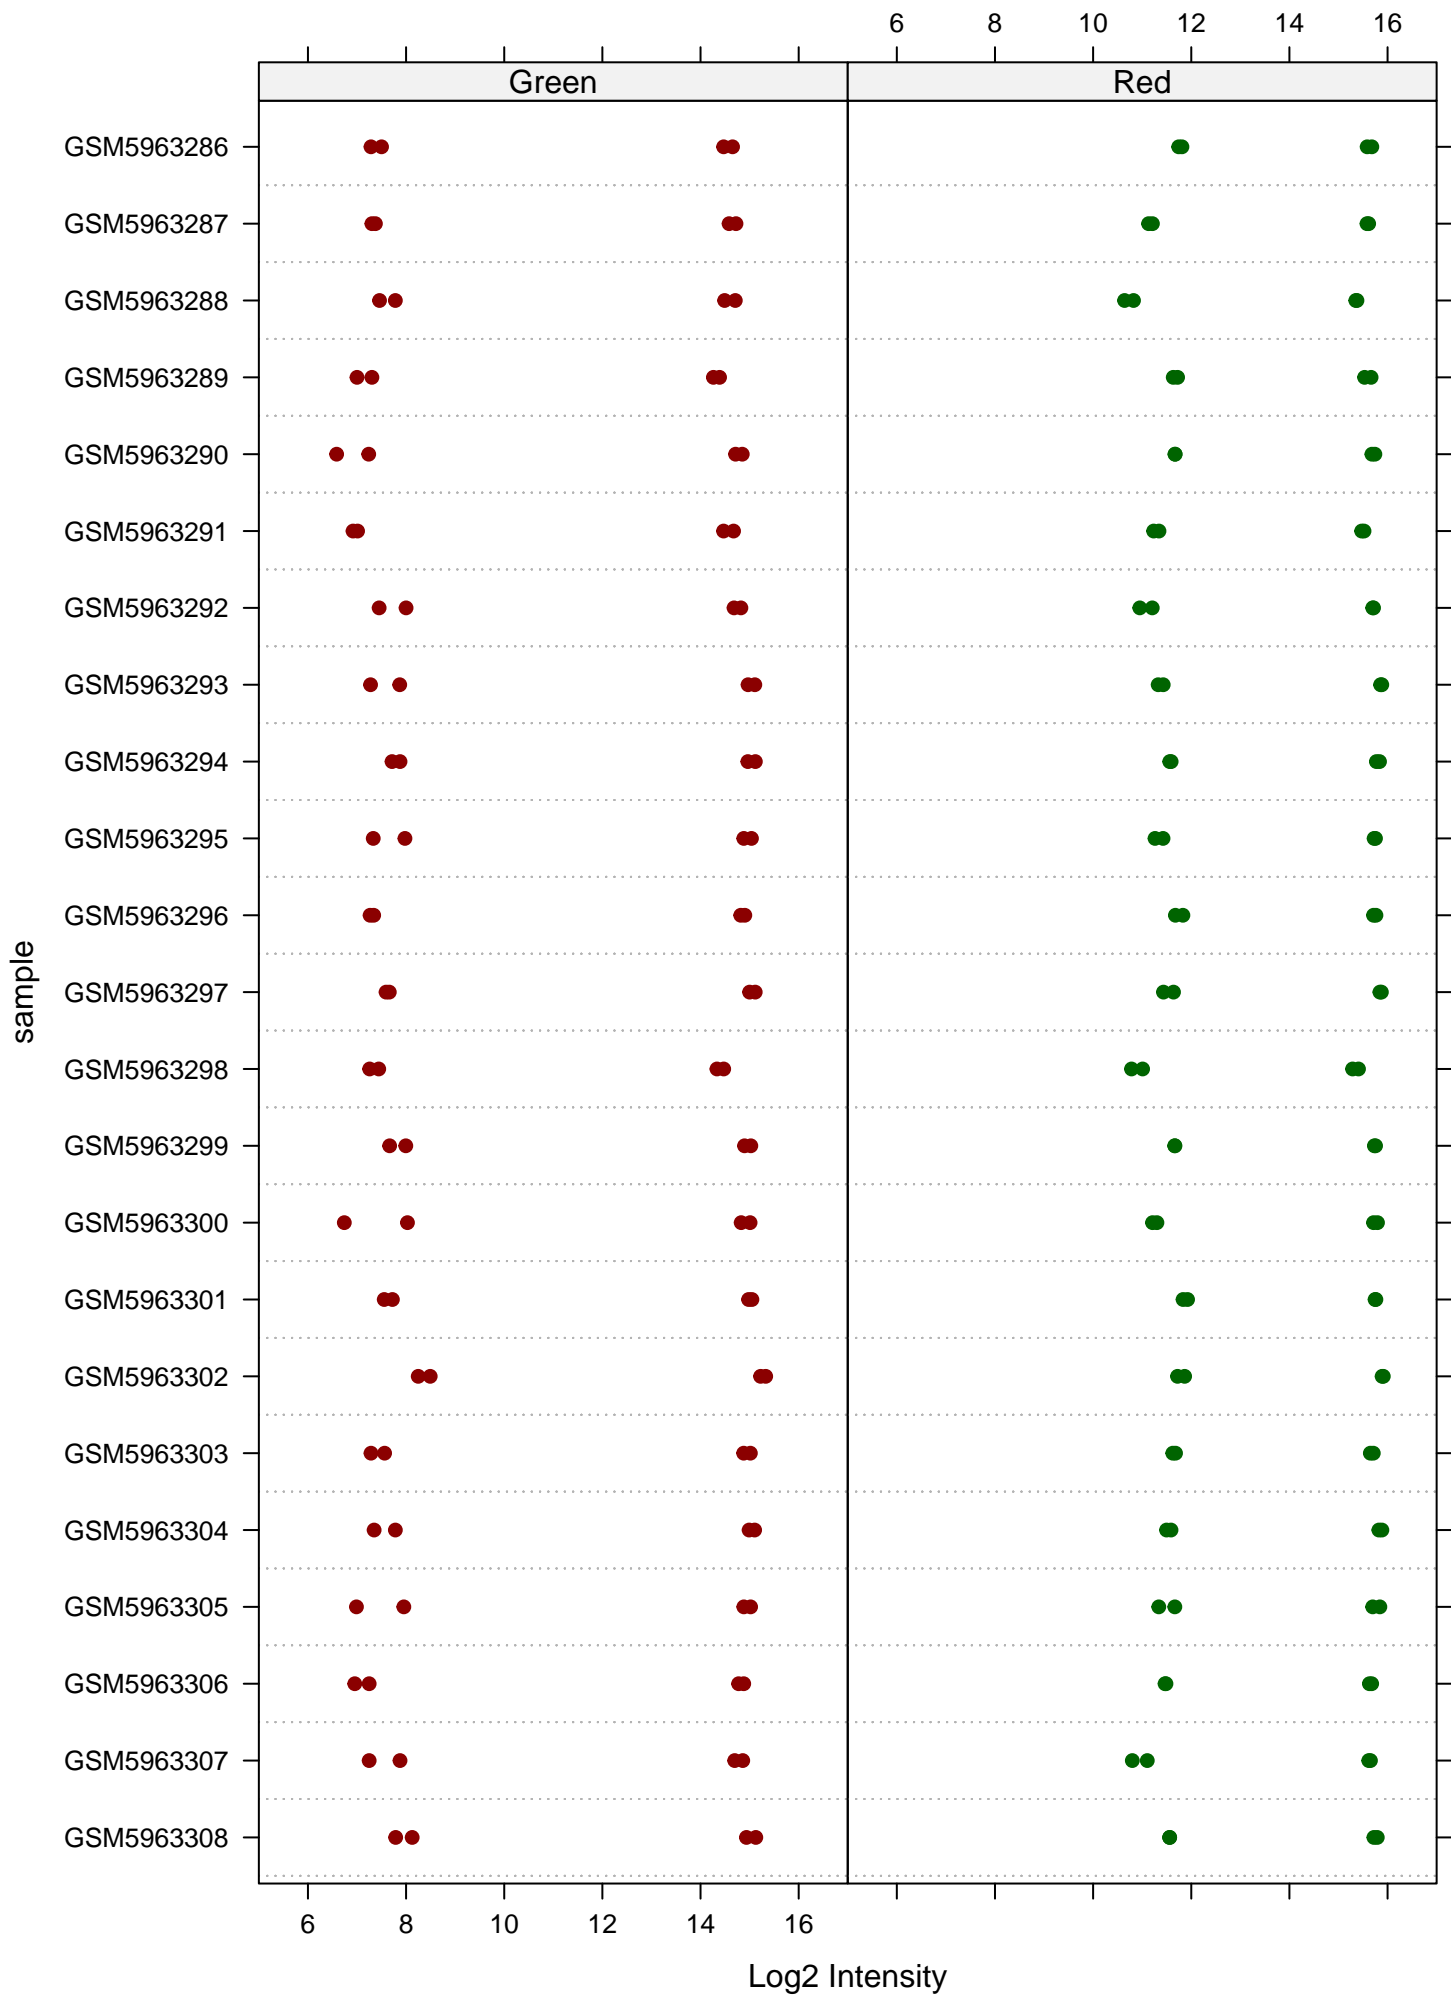 6 8 10 12 14 16
Green Red
GSM5963286
GSM5963287
GSM5963288
GSM5963289
GSM5963290
GSM5963291
GSM5963292
GSM5963293
GSM5963294
GSM5963295
GSM5963296
GSM5963297
GSM5963298
GSM5963299
GSM5963300
GSM5963301
GSM5963302
GSM5963303
GSM5963304
GSM5963305
GSM5963306
GSM5963307
GSM5963308
sample
6 8 10 12 14 16
Log2 Intensity